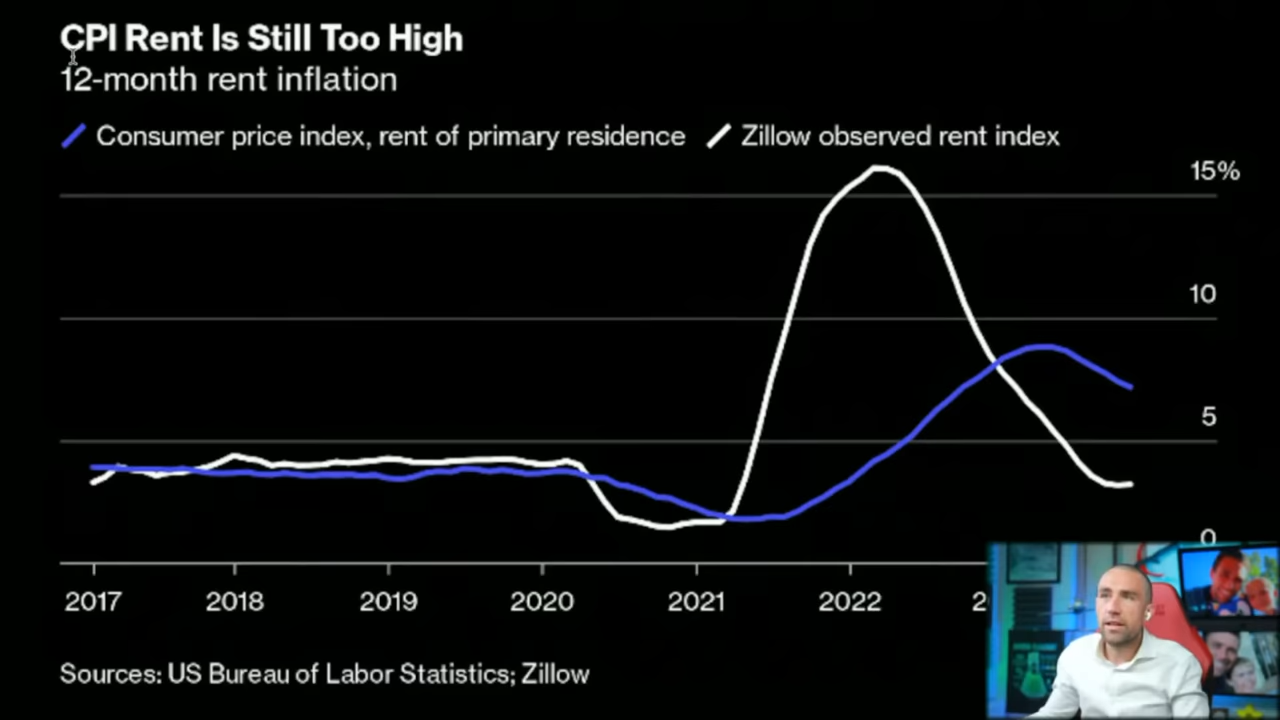 CPI Rent Is Still Too High
12-month rent inflation
Consumer price index, rent of primary residence Zillow observed rent index
15%
10
5
0
2017 2018 2019 2020 2021 2022 2
Sources: US Bureau of Labor Statistics; Zillow